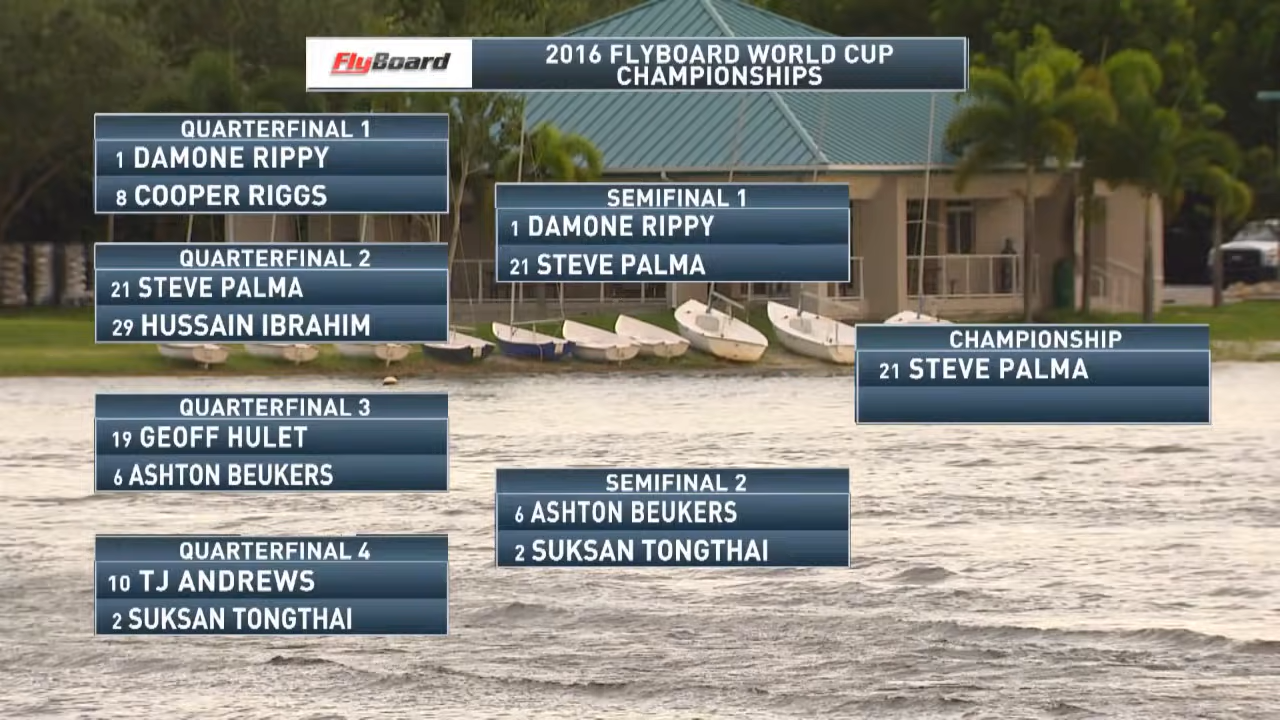 FlyBoard
2016 FLYBOARD WORLD CUP
CHAMPIONSHIPS
QUARTERFINAL 1
1 DAMONE RIPPY
8 COOPER RIGGS
QUARTERFINAL 2
21 STEVE PALMA
29 HUSSAIN IBRAHIM
QUARTERFINAL 3
19 GEOFF HULET
6 ASHTON BEUKERS
QUARTERFINAL 4
10 TJ ANDREWS
2 SUKSAN TONGTHAI
SEMIFINAL 1
1 DAMONE RIPPY
21 STEVE PALMA
SEMIFINAL 2
6 ASHTON BEUKERS
2 SUKSAN TONGTHAI
CHAMPIONSHIP
21 STEVE PALMA